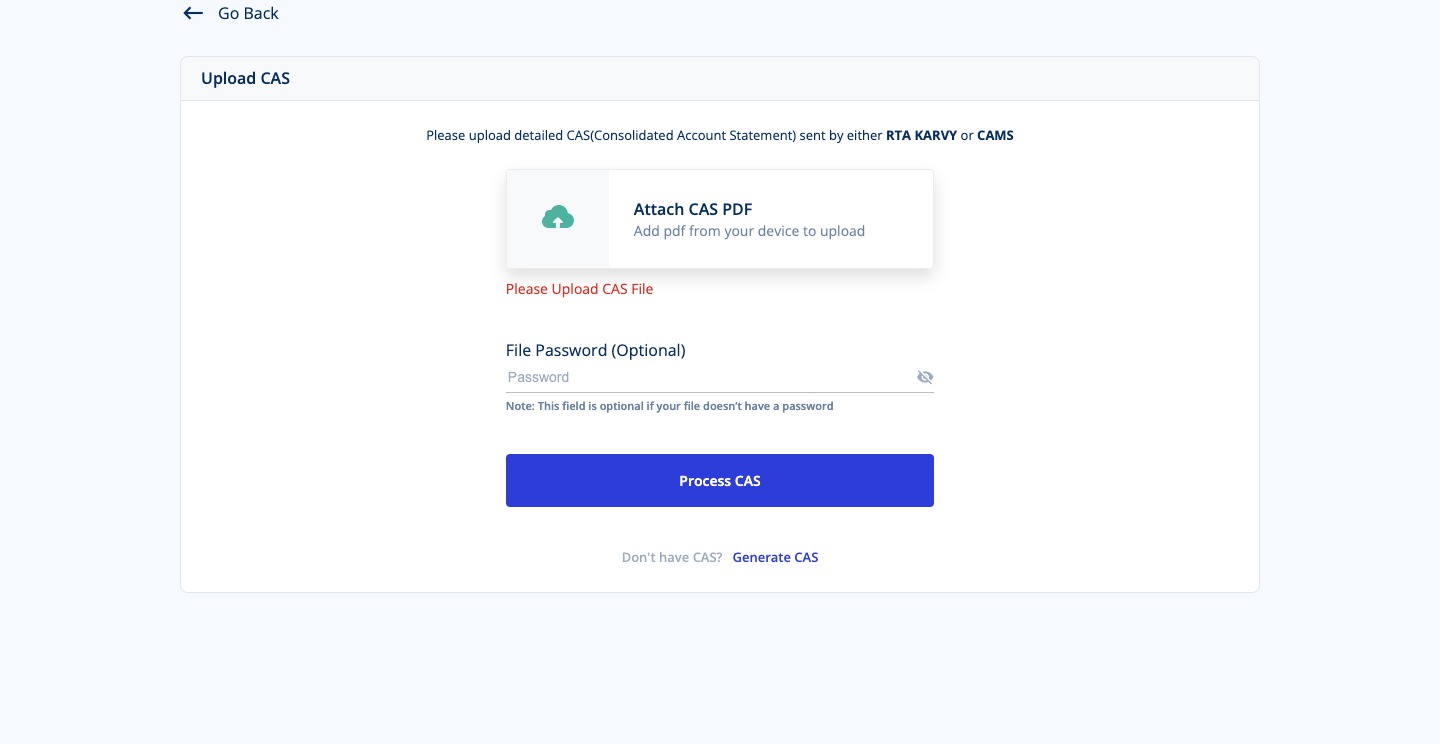 Go Back
Upload CAS
Please upload detailed CAS(Consolidated Account Statement) sent by either RTA KARVY or CAMS
Attach CAS PDF
Add pdf from your device to upload
Please Upload CAS File
File Password (Optional)
Password
Note: This field is optional if your file doesn't have a password
Process CAS
Don't have CAS? Generate CAS